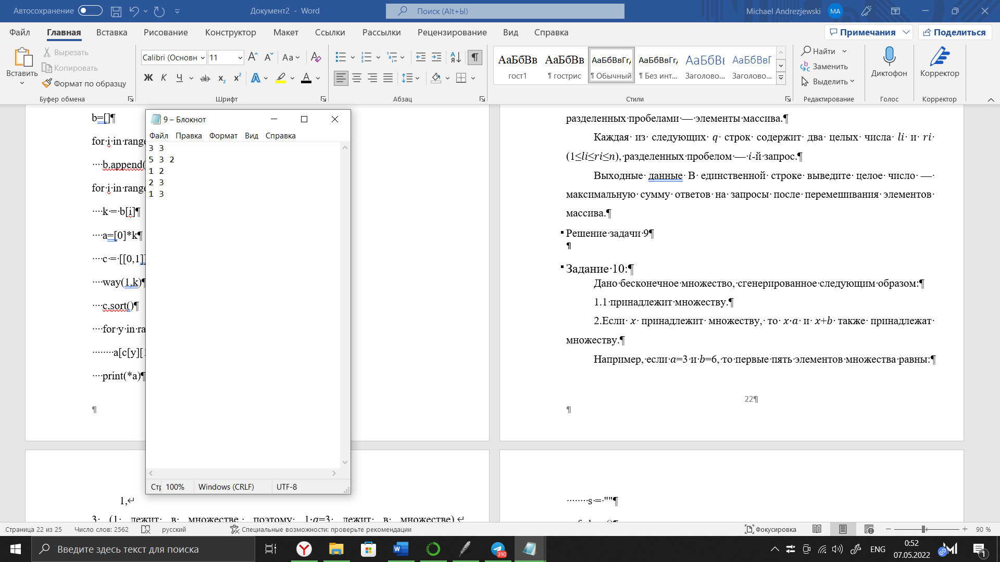 Автосохранение
Документ2 - Word
Поиск (Alt+Ы)
Michael Andrezjewski
MA
Файл Главная Вставка Рисование Конструктор Макет Ссылки Рассылки Рецензирование Вид Справка
Примечания
Поделиться
Вставить
Вырезать
Копировать
Формат по образцу
Буфер обмена
Calibri (Основн 11
Шрифт
Абзац
АаБбВв АаБбВв АаБбВвГг, АаБбВвГг, АаБбВ АаБбВвГ
гост1 ¶ гострис ¶ Обычный ¶ Без инт... Заголово... Заголово...
Стили
Найти
Заменить
Выделить
Редактирование
Диктофон
Голос
Корректор
Корректор
b=[]¶
for·i·in·range
····b.append(
for·i·in·range
····k·=·b[i]¶
····a=[0]*k¶
····c·=·[[0,1]]
····way(1,k)¶
····c.sort()¶
····for·y·in·ra
········a[c[y][1
····print(*a)¶
¶
9 – Блокнот
Файл Правка Формат Вид Справка
3 3
5 3 2
1 2
2 3
1 3
Стр 100% Windows (CRLF) UTF-8
разделенных·пробелами·—·элементы·массива.¶
Каждая· из· следующих· q· строк· содержит· два· целых· числа· li· и· ri·
(1≤li≤ri≤n),·разделенных·пробелом·—·i-й·запрос.¶
Выходные· данные· В· единственной· строке· выведите· целое· число· —·
максимальную· сумму· ответов· на· запросы· после· перемешивания· элементов·
массива.¶
Решение·задачи·9¶
¶
Задание·10:¶
Дано·бесконечное·множество,·сгенерированное·следующим·образом:¶
1.1·принадлежит·множеству.¶
2.Если· x· принадлежит· множеству,· то· x·a· и· x+b· также· принадлежат·
множеству.¶
Например,·если·a=3·и·b=6,·то·первые·пять·элементов·множества·равны:¶
22¶
¶
1,↵
3· (1· лежит· в· множестве,· поэтому· 1·a=3· лежит· в· множестве),↵
········s·=·""¶
Страница 22 из 25 Число слов: 2562 русский Специальные возможности: проверьте рекомендации
Фокусировка
90 %
Введите здесь текст для поиска
390
ENG
0:52
07.05.2022
1